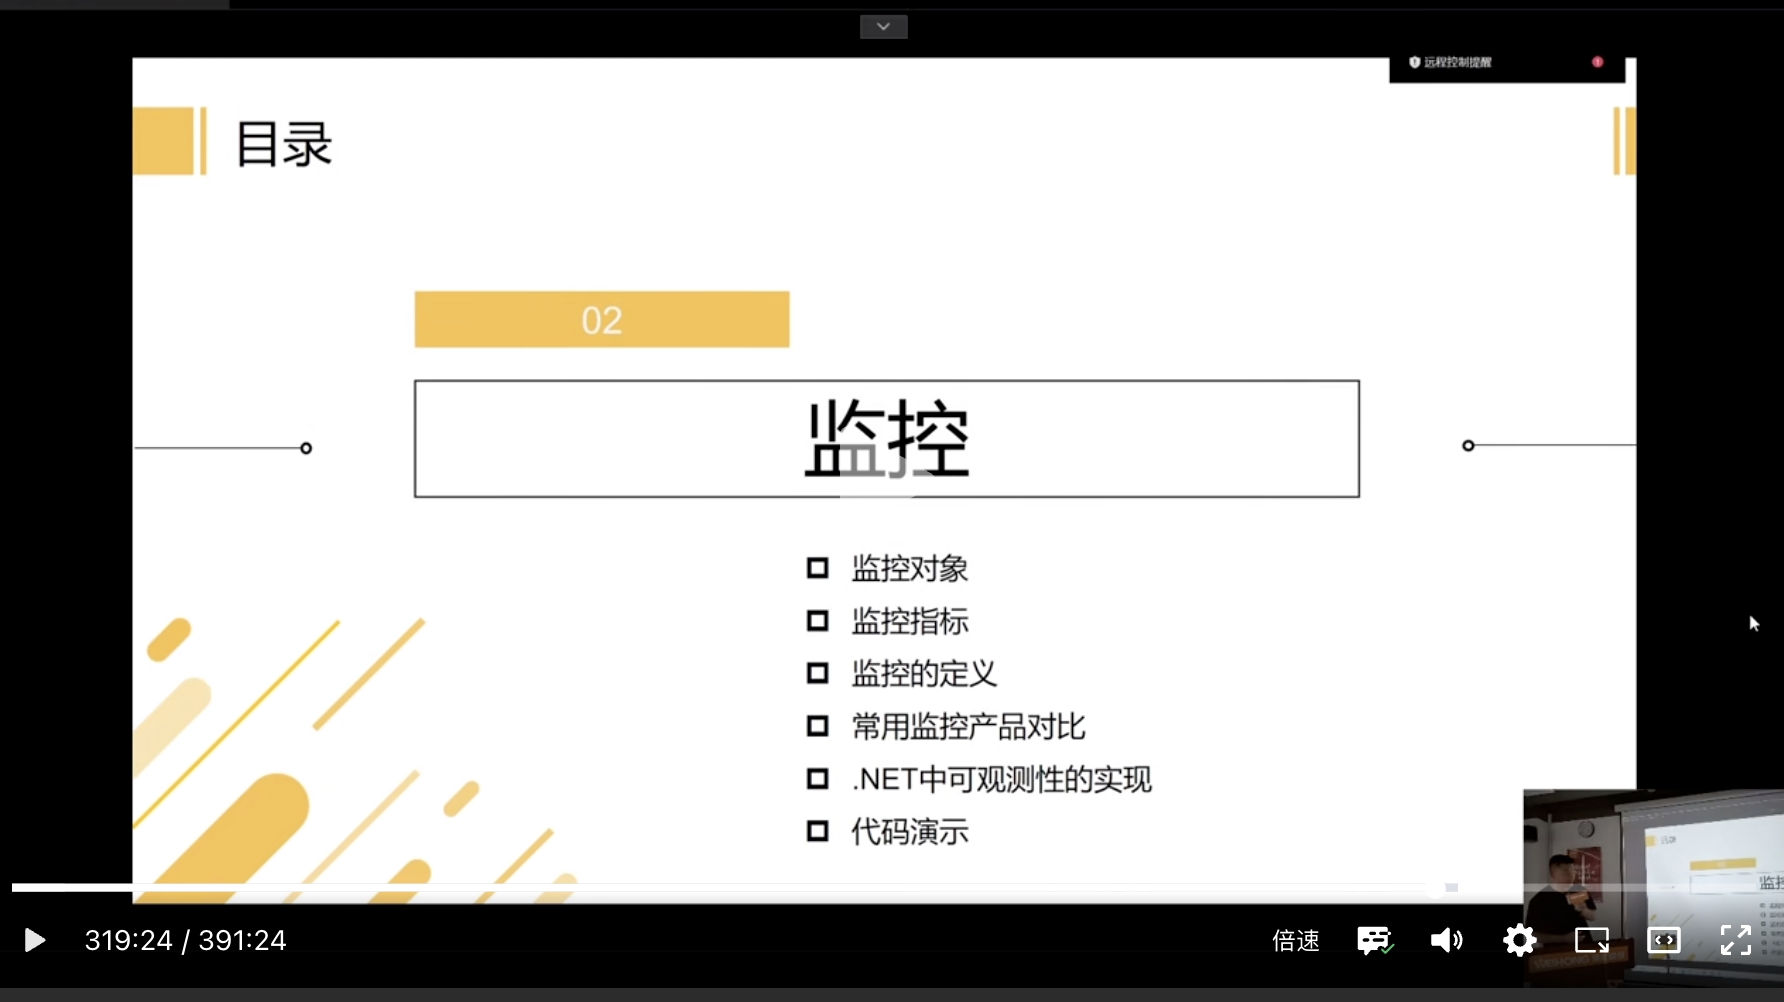 远程控制提醒
目录
02
监控
监控对象
监控指标
监控的定义
常用监控产品对比
.NET中可观测性的实现
代码演示
319:24 / 391:24
倍速